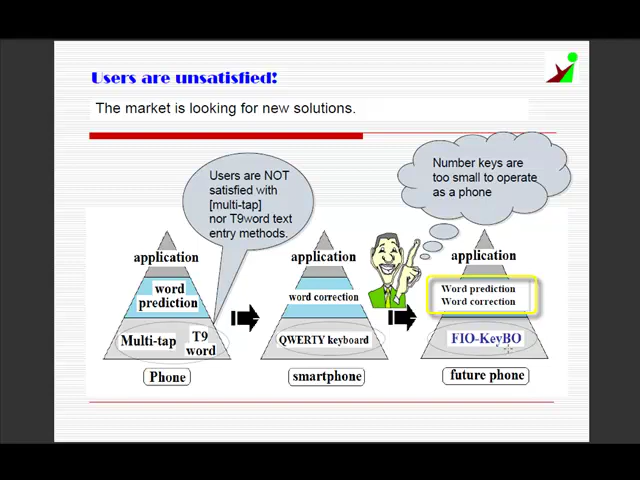 Users are unsatisfied!
The market is looking for new solutions.
Users are NOT
satisfied with
[multi-tap]
nor T9word text
entry methods.
Number keys are
too small to operate
as a phone
application
word
prediction
Multi-tap
T9
word
Phone
application
word correction
QWERTY keyboard
smartphone
application
Word prediction
Word correction
FIO-KeyBO
future phone